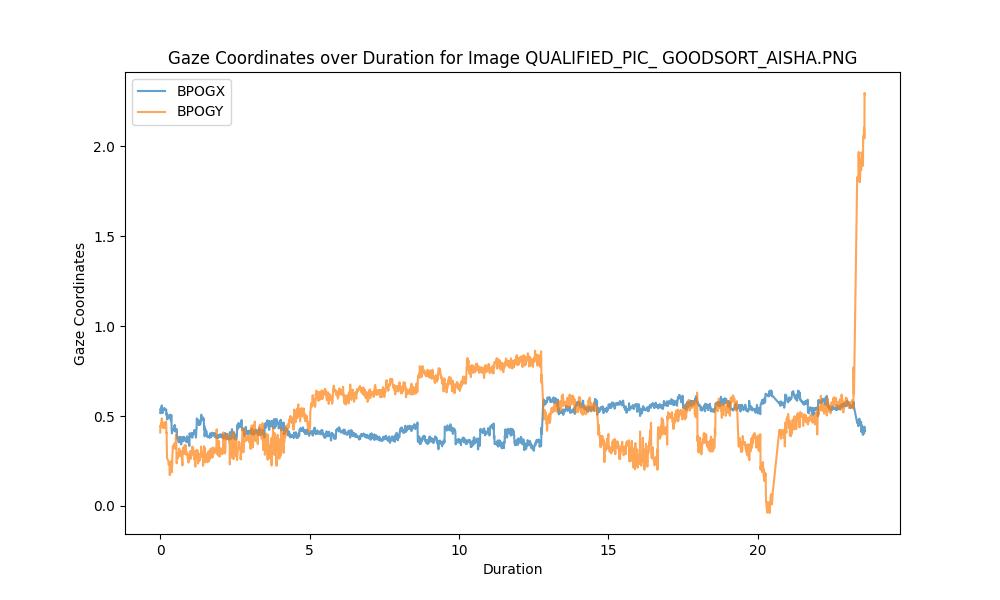 Gaze Coordinates over Duration for Image QUALIFIED_PIC_ GOODSORT_AISHA.PNG
BPOGX
BPOGY
2.0
1.5
1.0
0.5
0.0
Gaze Coordinates
0
5
10
15
20
Duration